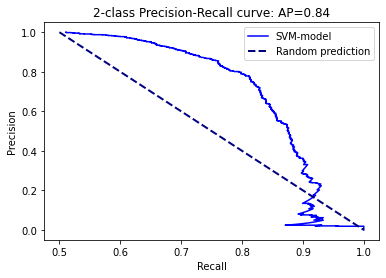 2-class Precision-Recall curve: AP=0.84
SVM-model
Random prediction
1.0
0.8
0.6
0.4
0.2
0.0
Precision
0.5
0.6
0.7
0.8
0.9
1.0
Recall